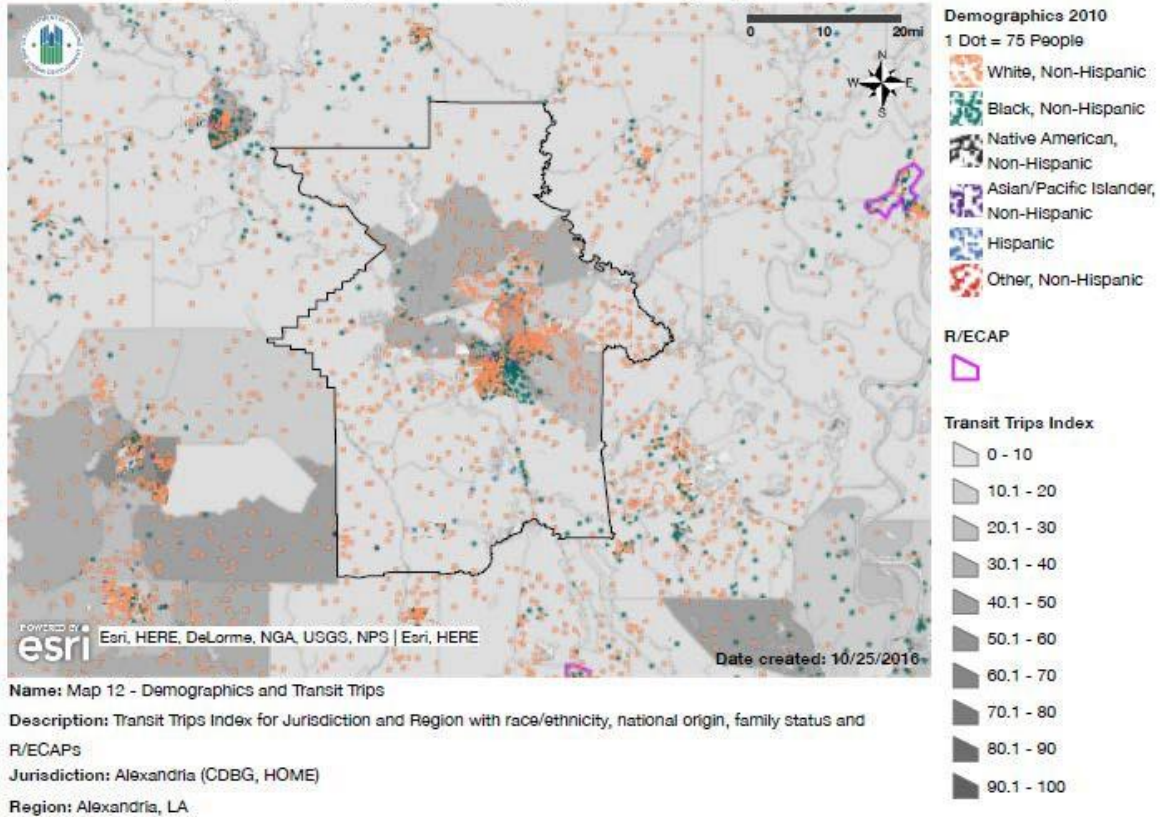 0 10 20mi
N
W E
S
Demographics 2010
1 Dot = 75 People
White, Non-Hispanic
Black, Non-Hispanic
Native American,
Non-Hispanic
Asian/Pacific Islander,
Non-Hispanic
Hispanic
Other, Non-Hispanic
R/ECAP
Transit Trips Index
0 - 10
10.1 - 20
20.1 - 30
30.1 - 40
40.1 - 50
50.1 - 60
60.1 - 70
70.1 - 80
80.1 - 90
90.1 - 100
POWERED BY
esri
Esri, HERE, DeLorme, NGA, USGS, NPS | Esri, HERE
Date created: 10/25/2016
Name: Map 12 - Demographics and Transit Trips
Description: Transit Trips Index for Jurisdiction and Region with race/ethnicity, national origin, family status and
R/ECAPs
Jurisdiction: Alexandria (CDBG, HOME)
Region: Alexandria, LA